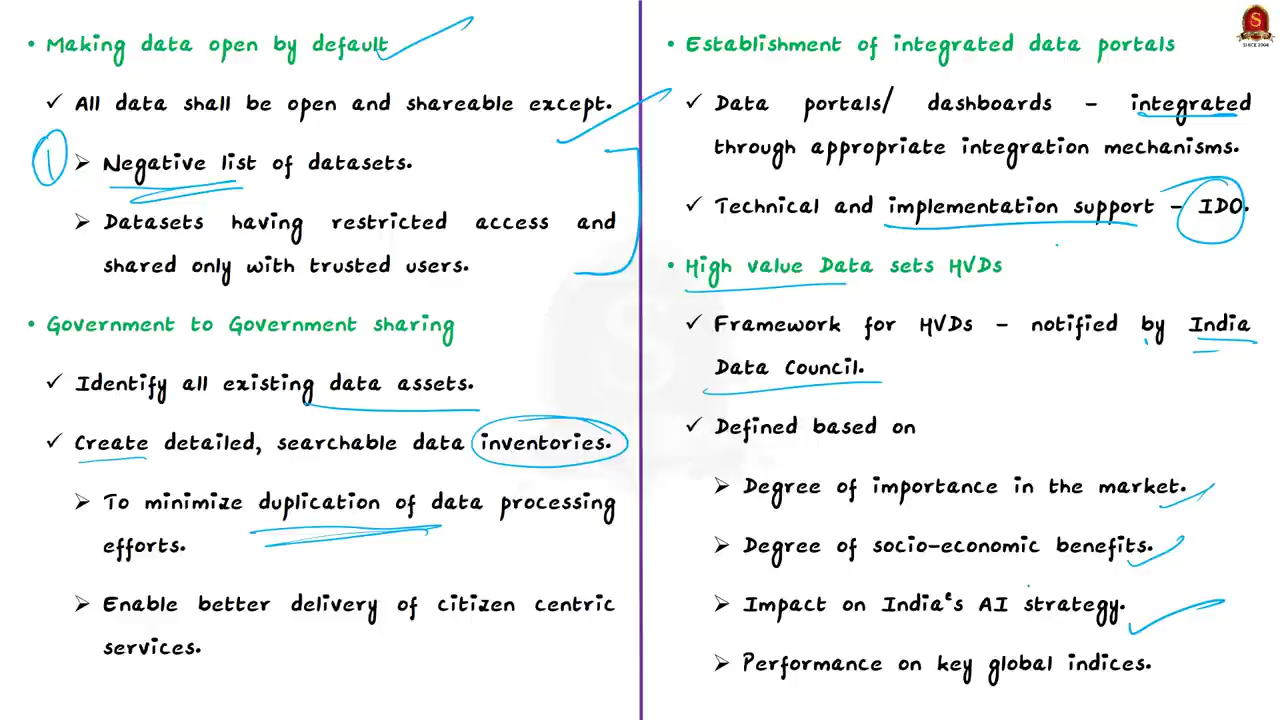 • Making data open by default
✓ All data shall be open and shareable except.
① ➢ Negative list of datasets.
➢ Datasets having restricted access and
shared only with trusted users.
• Government to Government sharing
✓ Identify all existing data assets.
✓ Create detailed, searchable data inventories.
➢ To minimize duplication of data processing
efforts.
➢ Enable better delivery of citizen centric
services.
• Establishment of integrated data portals
✓ Data portals/ dashboards – integrated
through appropriate integration mechanisms.
✓ Technical and implementation support – IDO.
• High value Data sets HVDs
✓ Framework for HVDs – notified by India
Data Council.
✓ Defined based on
➢ Degree of importance in the market.
➢ Degree of socio-economic benefits.
➢ Impact on India's AI strategy.
➢ Performance on key global indices.
S
SINCE 2004